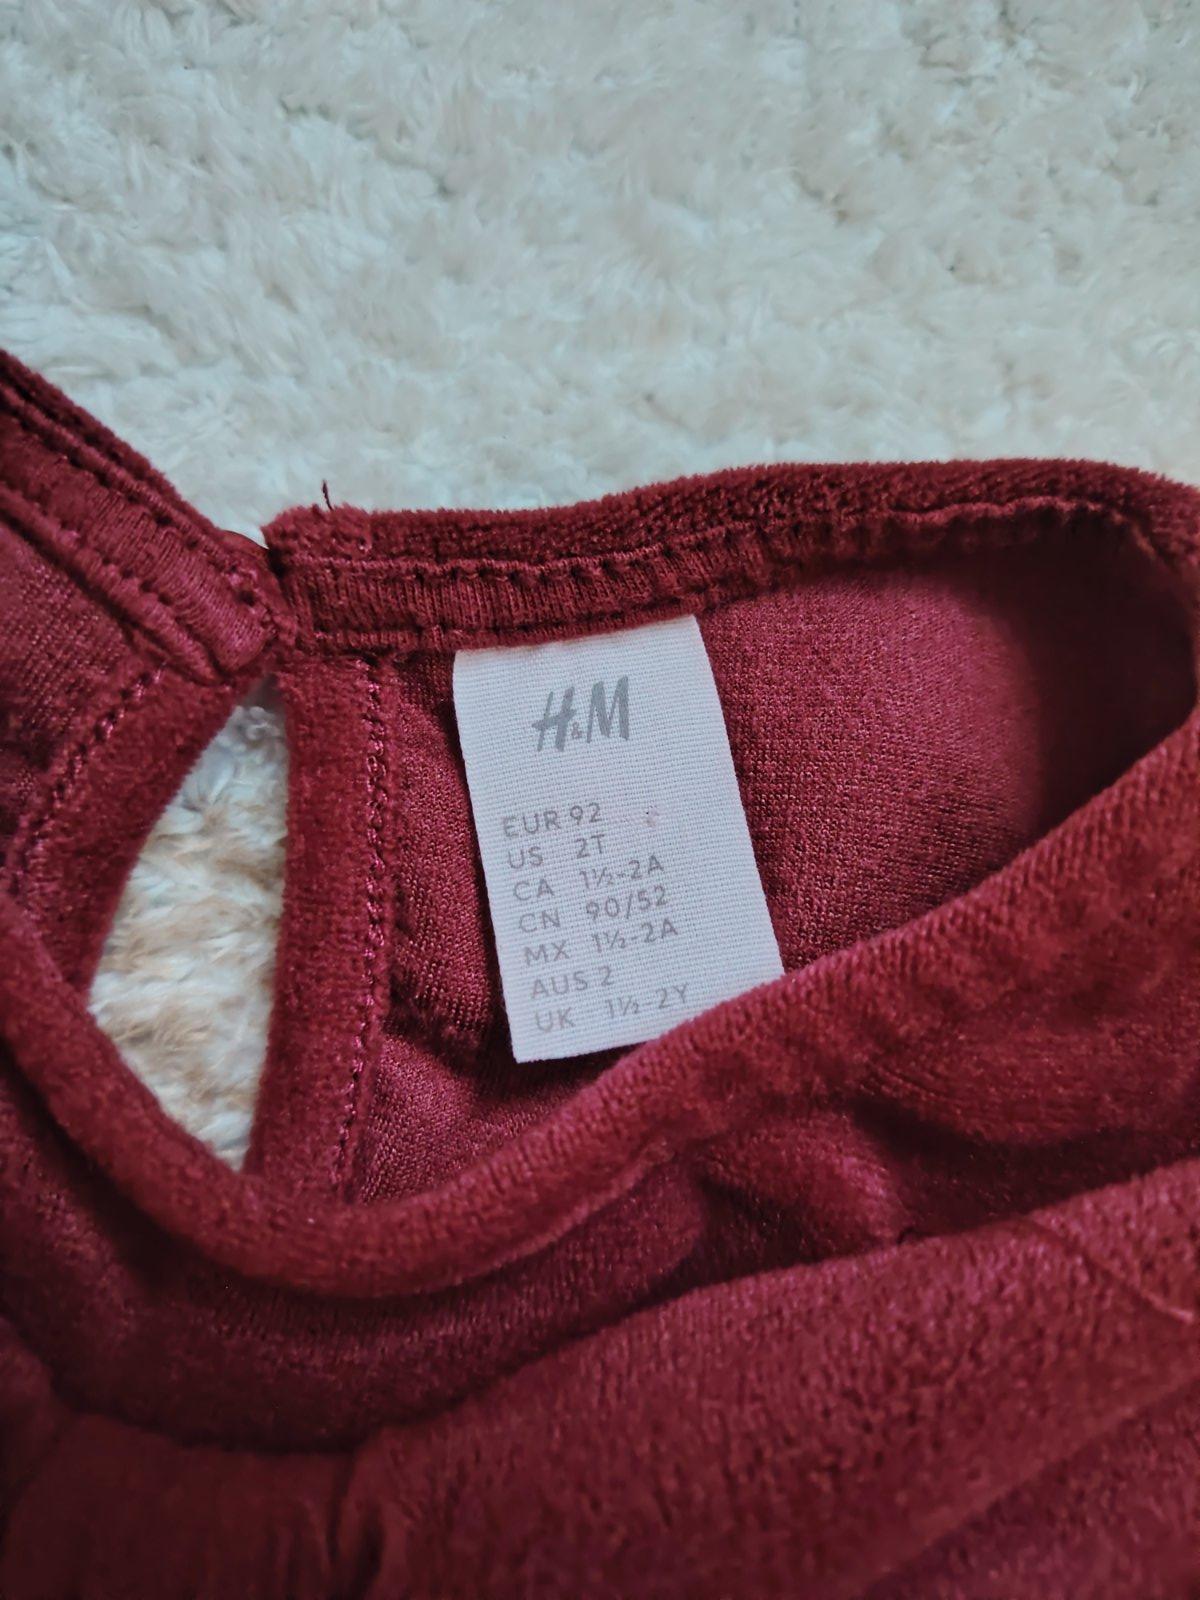 H&M
EUR 92
US 2T
CA 1½-2A
CN 90/52
MX 1½-2A
AUS 2
UK 1½-2Y